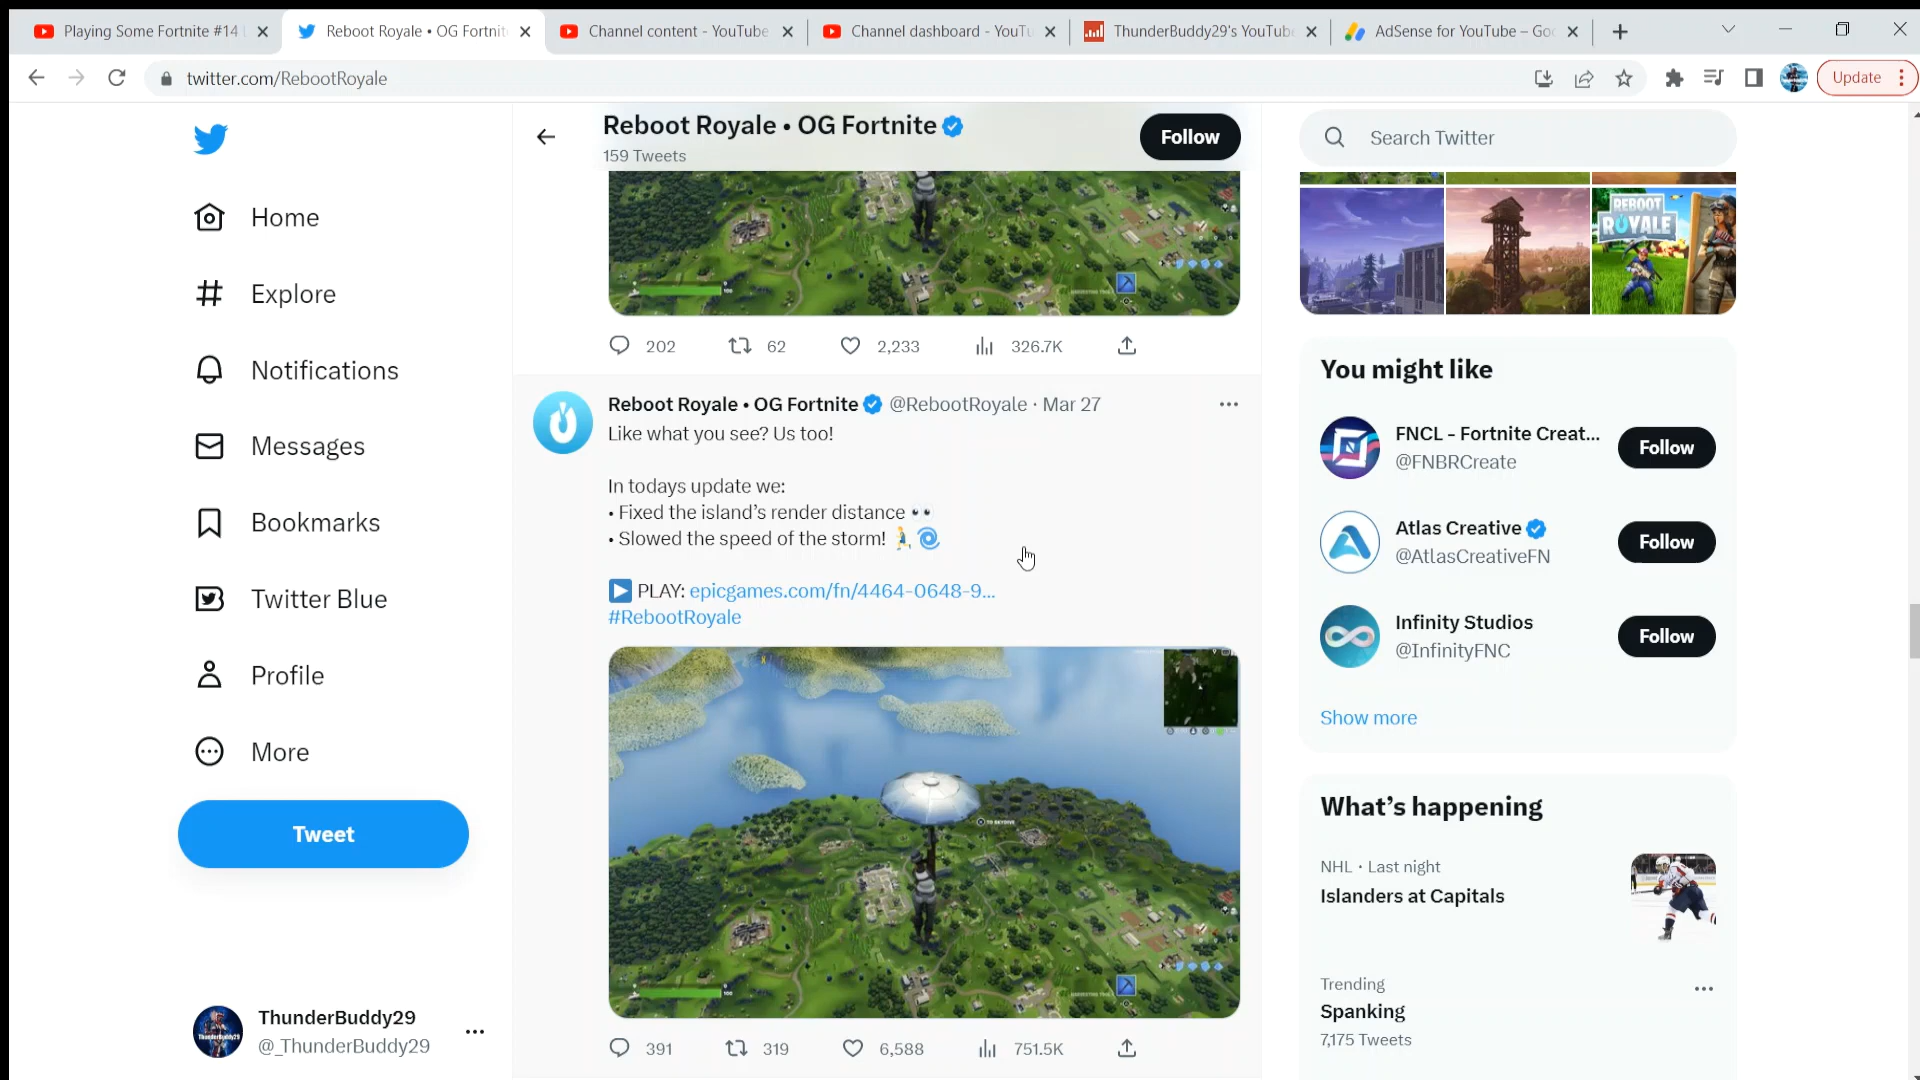 Playing Some Fortnite #14
Reboot Royale • OG Fortnit
Channel content - YouTube
Channel dashboard - YouTu
ThunderBuddy29's YouTub
AdSense for YouTube – Goo
twitter.com/RebootRoyale
Update
Reboot Royale • OG Fortnite
159 Tweets
Follow
Search Twitter
Home
Explore
Notifications
Messages
Bookmarks
Twitter Blue
Profile
More
Tweet
ThunderBuddy29
@_ThunderBuddy29
202 62 2,233 326.7K
Reboot Royale • OG Fortnite @RebootRoyale · Mar 27
Like what you see? Us too!
In todays update we:
• Fixed the island’s render distance 👀
• Slowed the speed of the storm! 🏃🌀
▶️ PLAY: epicgames.com/fn/4464-0648-9...
#RebootRoyale
TO SKYDIVE
391 319 6,588 751.5K
REBOOT
ROYALE
You might like
FNCL - Fortnite Creat...
@FNBRCreate
Follow
Atlas Creative
@AtlasCreativeFN
Follow
Infinity Studios
@InfinityFNC
Follow
Show more
What’s happening
NHL · Last night
Islanders at Capitals
Trending
Spanking
7,175 Tweets